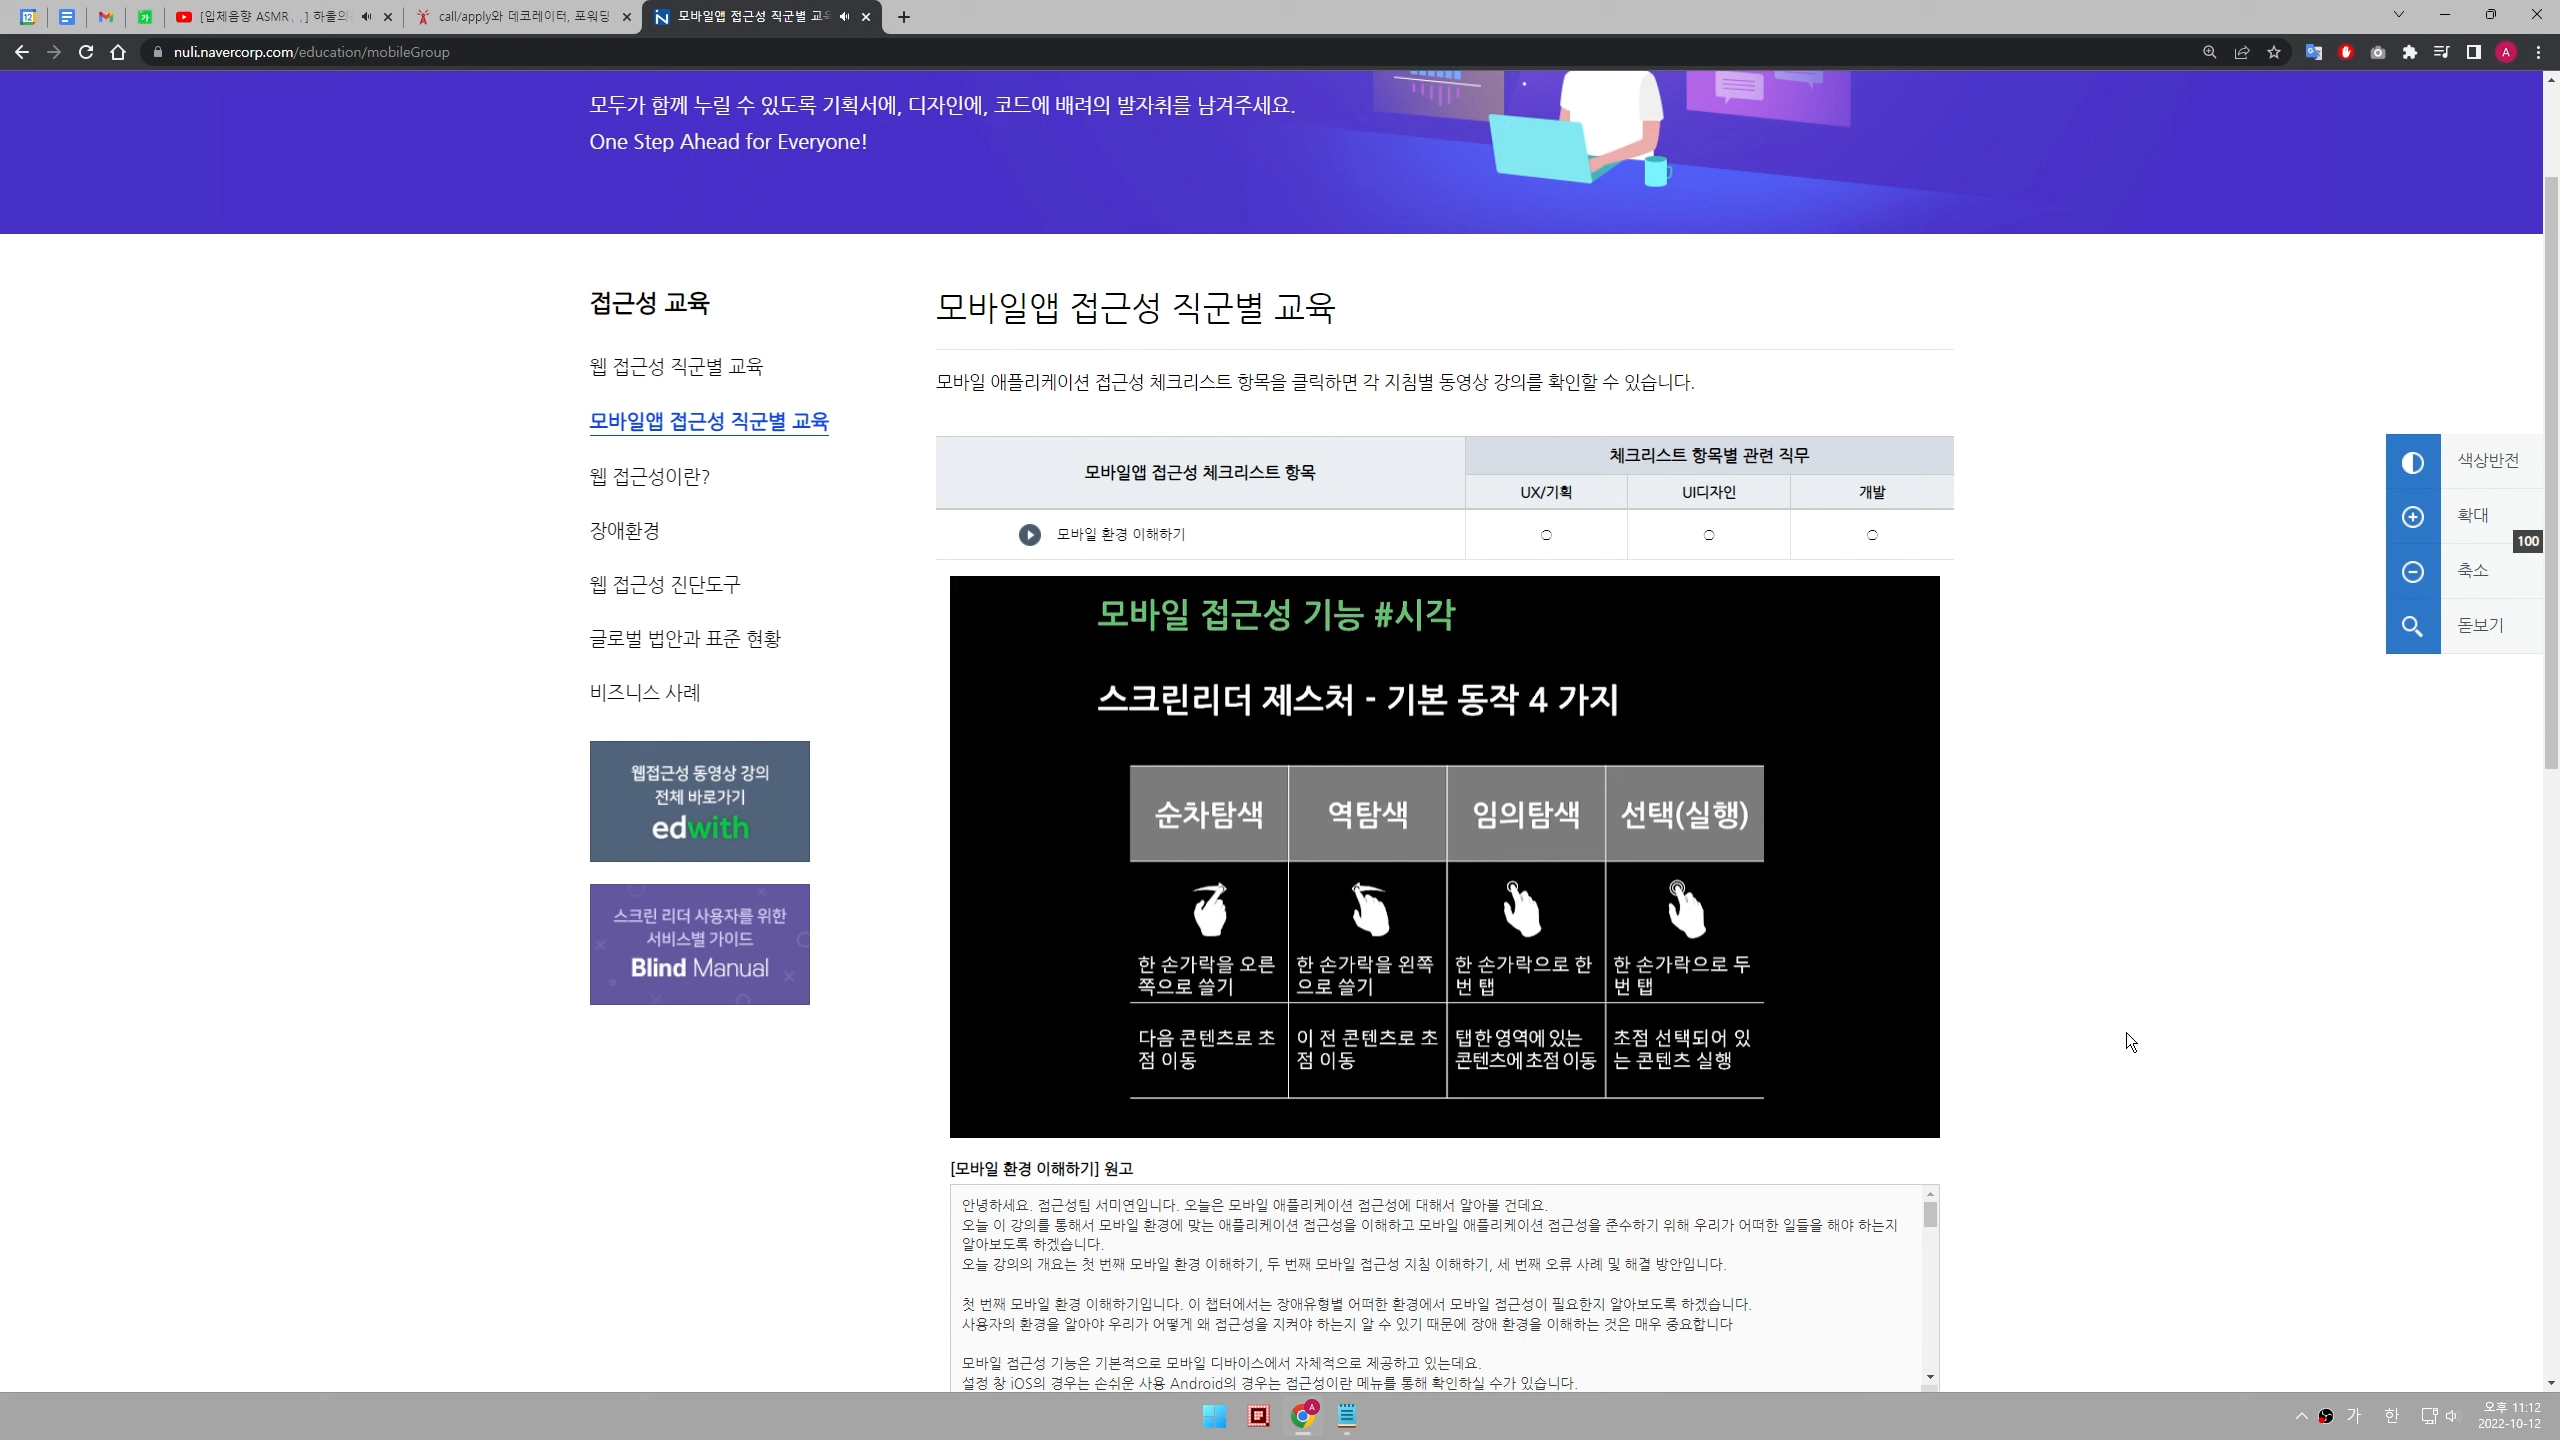 [입체음향 ASMR
] 하울의
call/apply와 데코레이터, 포워딩
모바일앱 접근성 직군별 교육
nuli.navercorp.com/education/mobileGroup
모두가 함께 누릴 수 있도록 기획서에, 디자인에, 코드에 배려의 발자취를 남겨주세요.
One Step Ahead for Everyone!
접근성 교육
웹 접근성 직군별 교육
모바일앱 접근성 직군별 교육
웹 접근성이란?
장애환경
웹 접근성 진단도구
글로벌 법안과 표준 현황
비즈니스 사례
웹접근성 동영상 강의
전체 바로가기
edwith
스크린 리더 사용자를 위한
서비스별 가이드
Blind Manual
모바일앱 접근성 직군별 교육
모바일 애플리케이션 접근성 체크리스트 항목을 클릭하면 각 지침별 동영상 강의를 확인할 수 있습니다.
모바일앱 접근성 체크리스트 항목
체크리스트 항목별 관련 직무
UX/기획
UI디자인
개발
모바일 환경 이해하기
○
○
○
모바일 접근성 기능 #시각
스크린리더 제스처 - 기본 동작 4 가지
순차탐색
역탐색
임의탐색
선택(실행)
한 손가락을 오른
쪽으로 쓸기
한 손가락을 왼쪽
으로 쓸기
한 손가락으로 한
번 탭
한 손가락으로 두
번 탭
다음 콘텐츠로 초
점 이동
이 전 콘텐츠로 초
점 이동
탭한 영역에 있는
콘텐츠에 초점 이동
초점 선택되어 있
는 콘텐츠 실행
[모바일 환경 이해하기] 원고
안녕하세요. 접근성팀 서미연입니다. 오늘은 모바일 애플리케이션 접근성에 대해서 알아볼 건데요.
오늘 이 강의를 통해서 모바일 환경에 맞는 애플리케이션 접근성을 이해하고 모바일 애플리케이션 접근성을 준수하기 위해 우리가 어떠한 일들을 해야 하는지
알아보도록 하겠습니다.
오늘 강의의 개요는 첫 번째 모바일 환경 이해하기, 두 번째 모바일 접근성 지침 이해하기, 세 번째 오류 사례 및 해결 방안입니다.
첫 번째 모바일 환경 이해하기입니다. 이 챕터에서는 장애유형별 어떠한 환경에서 모바일 접근성이 필요한지 알아보도록 하겠습니다.
사용자의 환경을 알아야 우리가 어떻게 왜 접근성을 지켜야 하는지 알 수 있기 때문에 장애 환경을 이해하는 것은 매우 중요합니다
모바일 접근성 기능은 기본적으로 모바일 디바이스에서 자체적으로 제공하고 있는데요.
설정 창 iOS의 경우는 손쉬운 사용 Android의 경우는 접근성이란 메뉴를 통해 확인하실 수가 있습니다.
색상반전
확대
100
축소
돋보기
가
한
오후 11:12
2022-10-12